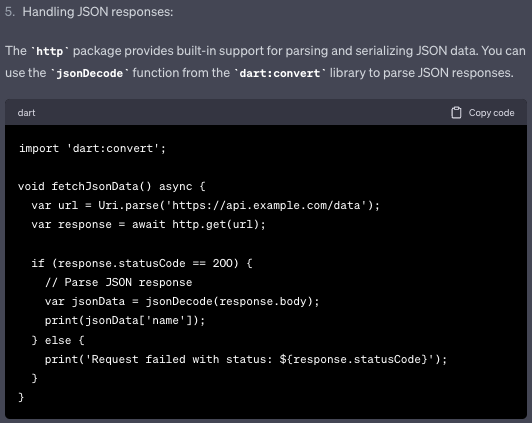 5. Handling JSON responses:
The `http` package provides built-in support for parsing and serializing JSON data. You can
use the `jsonDecode` function from the `dart:convert` library to parse JSON responses.
dart
Copy code
import 'dart:convert';
void fetchJsonData() async {
  var url = Uri.parse('https://api.example.com/data');
  var response = await http.get(url);
  if (response.statusCode == 200) {
    // Parse JSON response
    var jsonData = jsonDecode(response.body);
    print(jsonData['name']);
  } else {
    print('Request failed with status: ${response.statusCode}');
  }
}